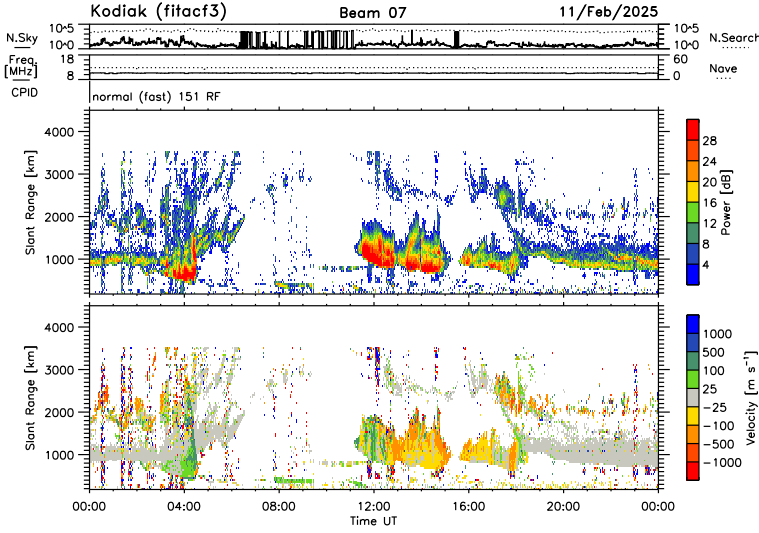 Kodiak (fitacf3) Beam 07 11/Feb/2025
N.Sky 10^5 10^0 10^5 10^0 N.Search
Freq. [MHz] 18 8 60 0 Nave
CPID normal (fast) 151 RF
Slant Range [km] 4000 3000 2000 1000
Power [dB] 28 24 20 16 12 8 4
Slant Range [km] 4000 3000 2000 1000
Velocity [m s⁻¹] 1000 500 100 25 -25 -100 -500 -1000
00:00 04:00 08:00 12:00 16:00 20:00 00:00
Time UT